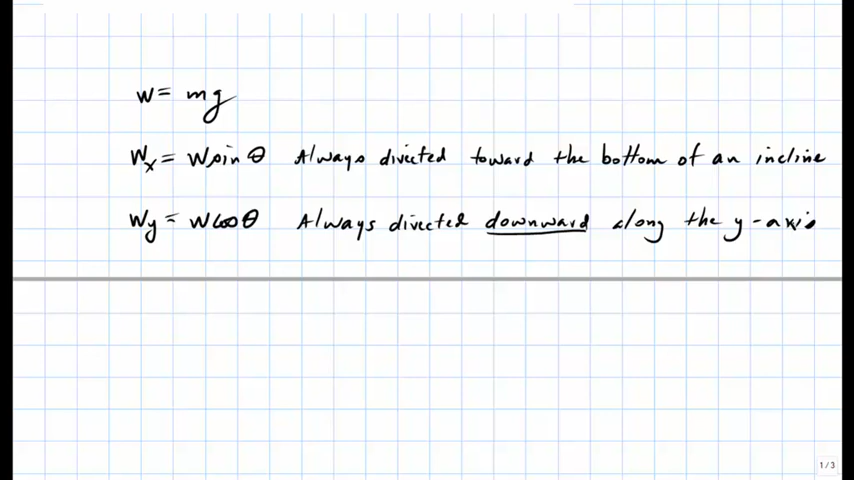 W = mg
Wx = W sin θ Always directed toward the bottom of an incline
Wy = W cos θ Always directed downward along the y-axis
1/3